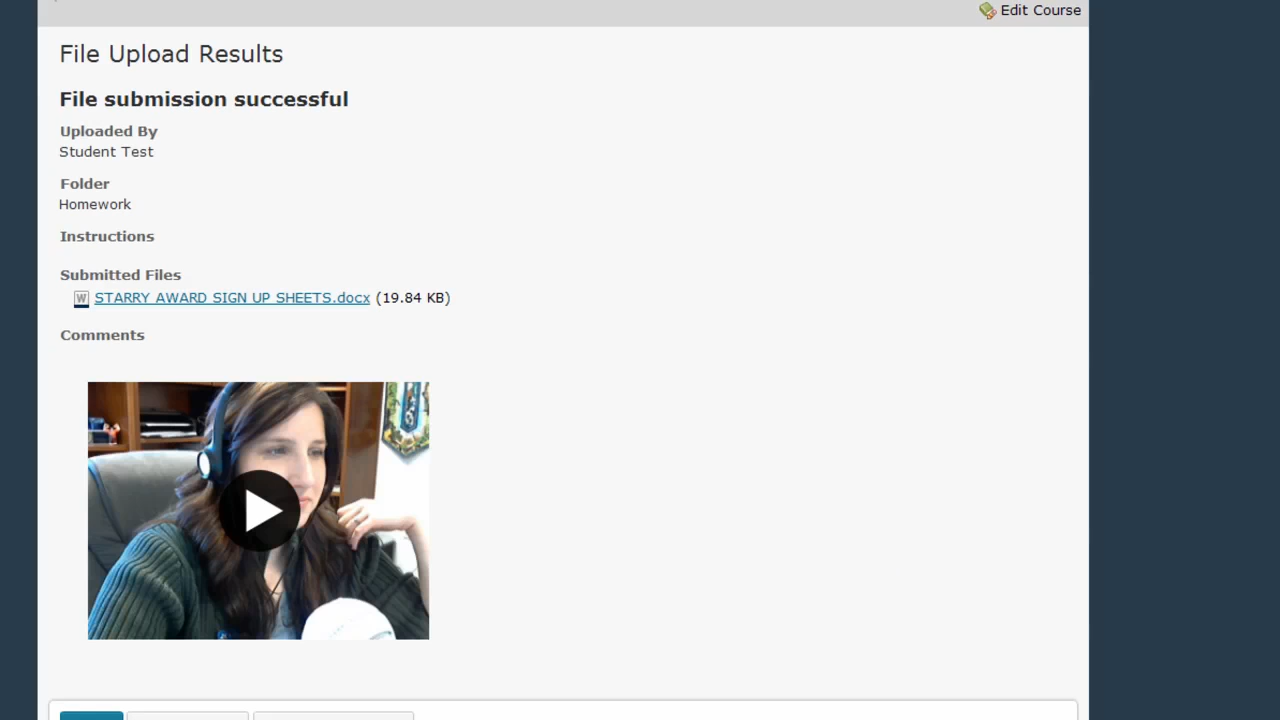 Edit Course
File Upload Results
File submission successful
Uploaded By
Student Test
Folder
Homework
Instructions
Submitted Files
STARRY AWARD SIGN UP SHEETS.docx (19.84 KB)
Comments